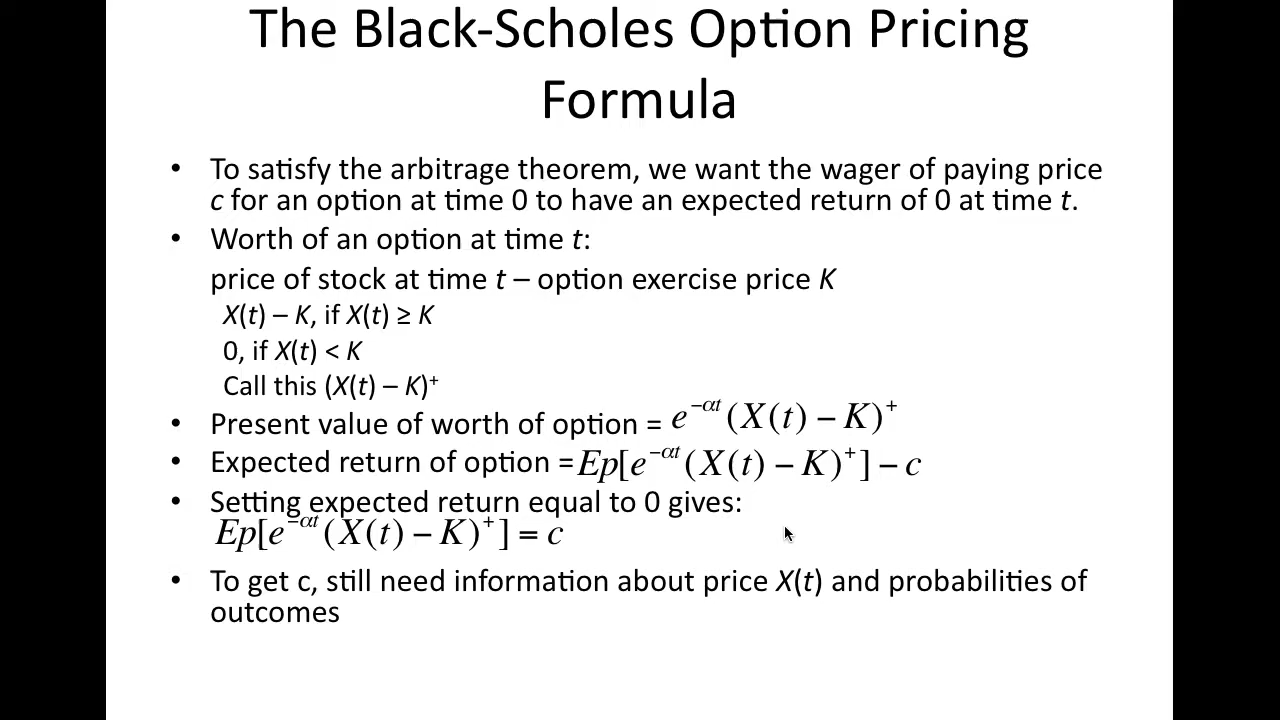 The Black-Scholes Option Pricing
Formula
• To satisfy the arbitrage theorem, we want the wager of paying price
c for an option at time 0 to have an expected return of 0 at time t.
• Worth of an option at time t:
price of stock at time t – option exercise price K
X(t) – K, if X(t) ≥ K
0, if X(t) < K
Call this (X(t) – K)⁺
• Present value of worth of option = e^{−αt}(X(t) − K)⁺
• Expected return of option = Ep[e^{−αt}(X(t) − K)⁺] − c
• Setting expected return equal to 0 gives:
Ep[e^{−αt}(X(t) − K)⁺] = c
• To get c, still need information about price X(t) and probabilities of
outcomes